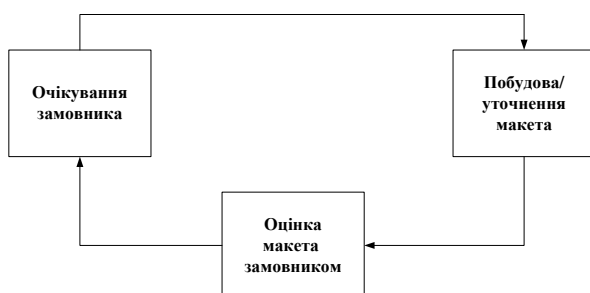 Очікування
замовника
Побудова/
уточнення
макета
Оцінка
макета
замовником